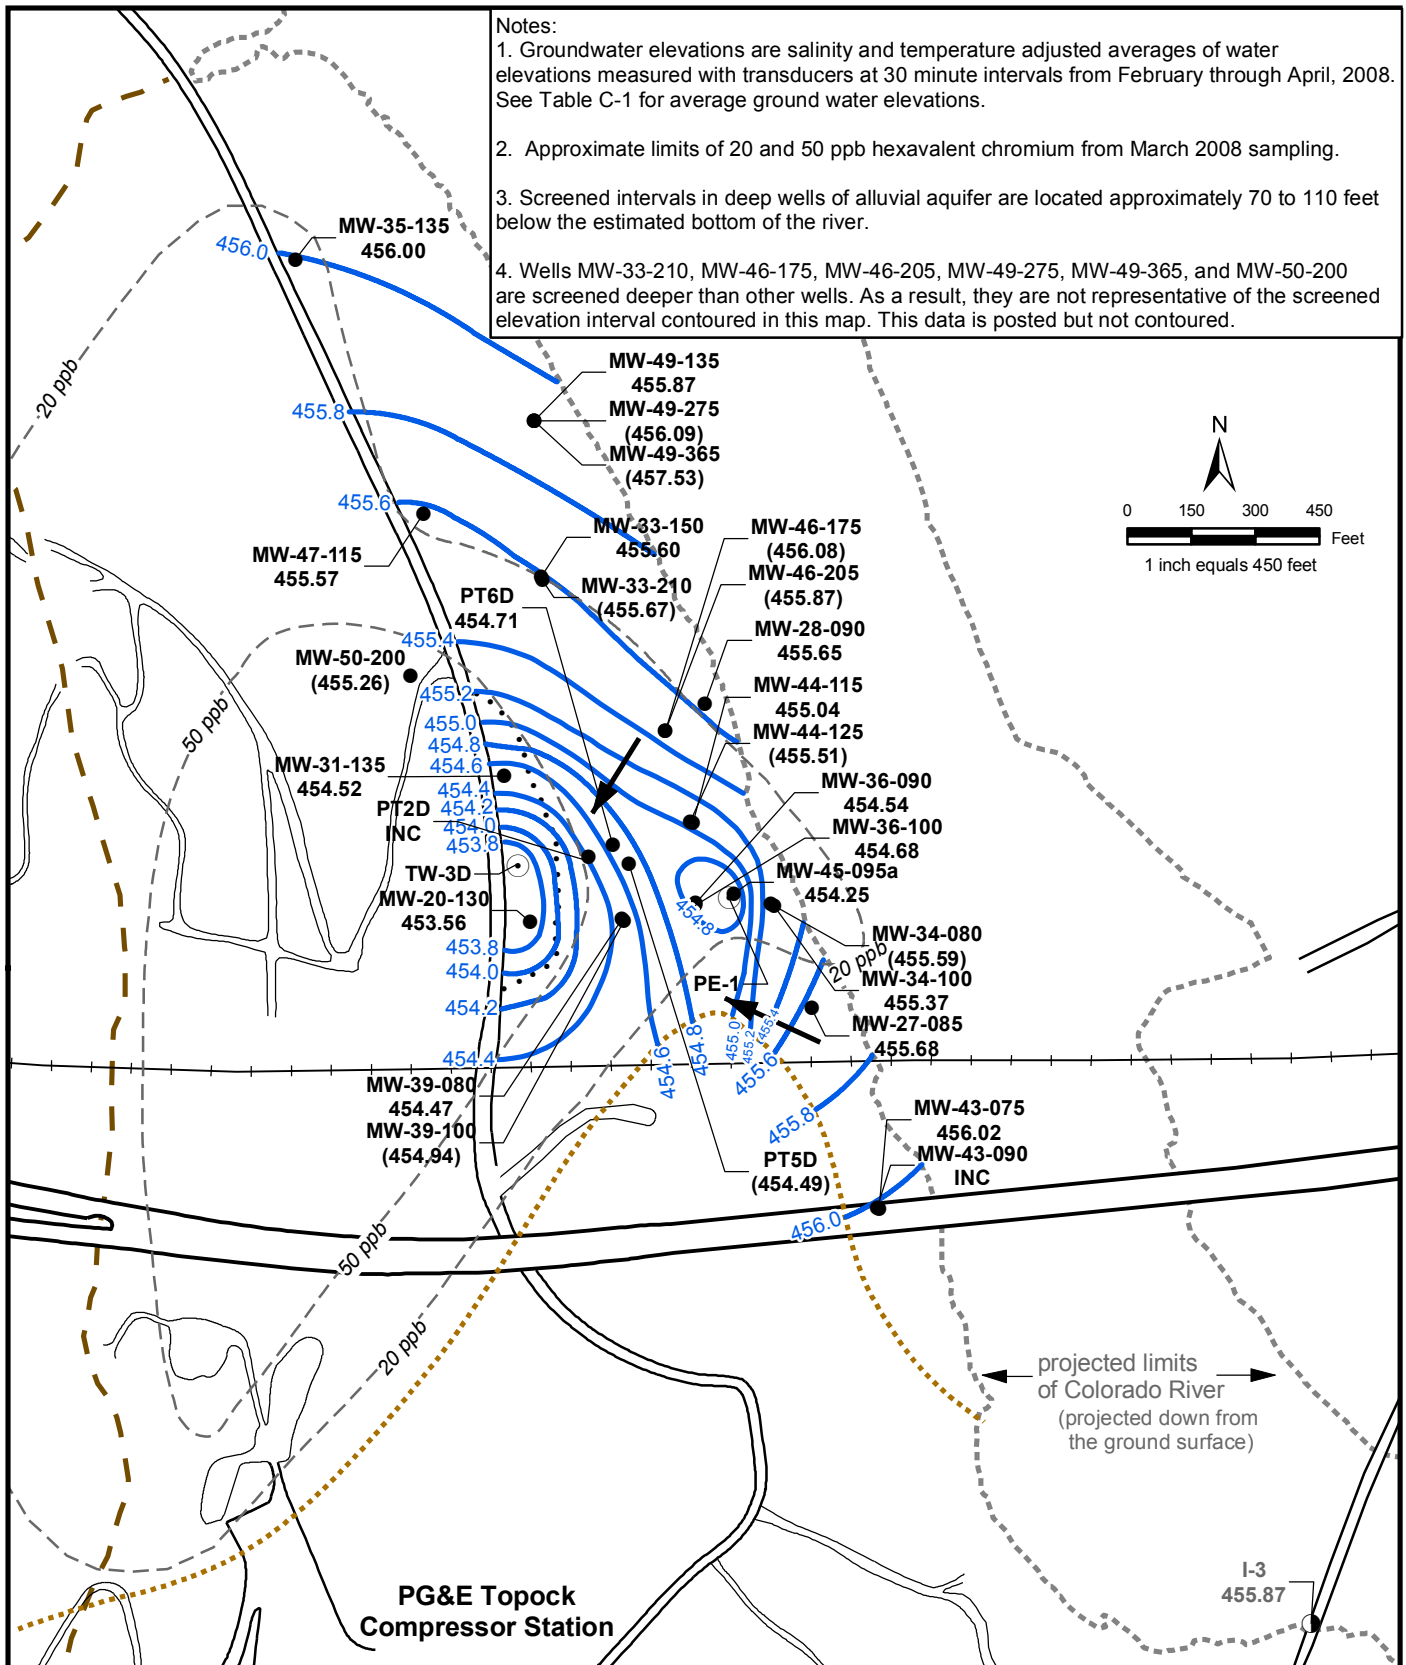 Notes:
1. Groundwater elevations are salinity and temperature adjusted averages of water
elevations measured with transducers at 30 minute intervals from February through April, 2008.
See Table C-1 for average ground water elevations.
2. Approximate limits of 20 and 50 ppb hexavalent chromium from March 2008 sampling.
3. Screened intervals in deep wells of alluvial aquifer are located approximately 70 to 110 feet
below the estimated bottom of the river.
4. Wells MW-33-210, MW-46-175, MW-46-205, MW-49-275, MW-49-365, and MW-50-200
are screened deeper than other wells. As a result, they are not representative of the screened
elevation interval contoured in this map. This data is posted but not contoured.
MW-35-135
456.00
456.0
20 ppb
MW-49-135
455.87
MW-49-275
(456.09)
MW-49-365
(457.53)
455.8
N
0 150 300 450
Feet
1 inch equals 450 feet
455.6
MW-47-115
455.57
MW-33-150
455.60
MW-33-210
(455.67)
MW-46-175
(456.08)
MW-46-205
(455.87)
PT6D
454.71
MW-28-090
455.65
455.4
MW-50-200
(455.26)
MW-44-115
455.04
MW-44-125
(455.51)
455.2
50 ppb
455.0
454.8
454.6
MW-31-135
454.52
454.4
454.2
454.0
453.8
PT2D
INC
MW-36-090
454.54
MW-36-100
454.68
MW-45-095a
454.25
TW-3D
MW-20-130
453.56
454.8
MW-34-080
(455.59)
20 ppb
MW-34-100
455.37
PE-1
453.8
454.0
454.2
454.4
MW-27-085
455.68
454.6
454.8
455.0
455.2
455.4
455.6
MW-39-080
454.47
MW-39-100
(454.94)
455.8
MW-43-075
456.02
MW-43-090
INC
PT5D
(454.49)
456.0
50 ppb
20 ppb
projected limits
of Colorado River
(projected down from
the ground surface)
I-3
455.87
PG&E Topock
Compressor Station